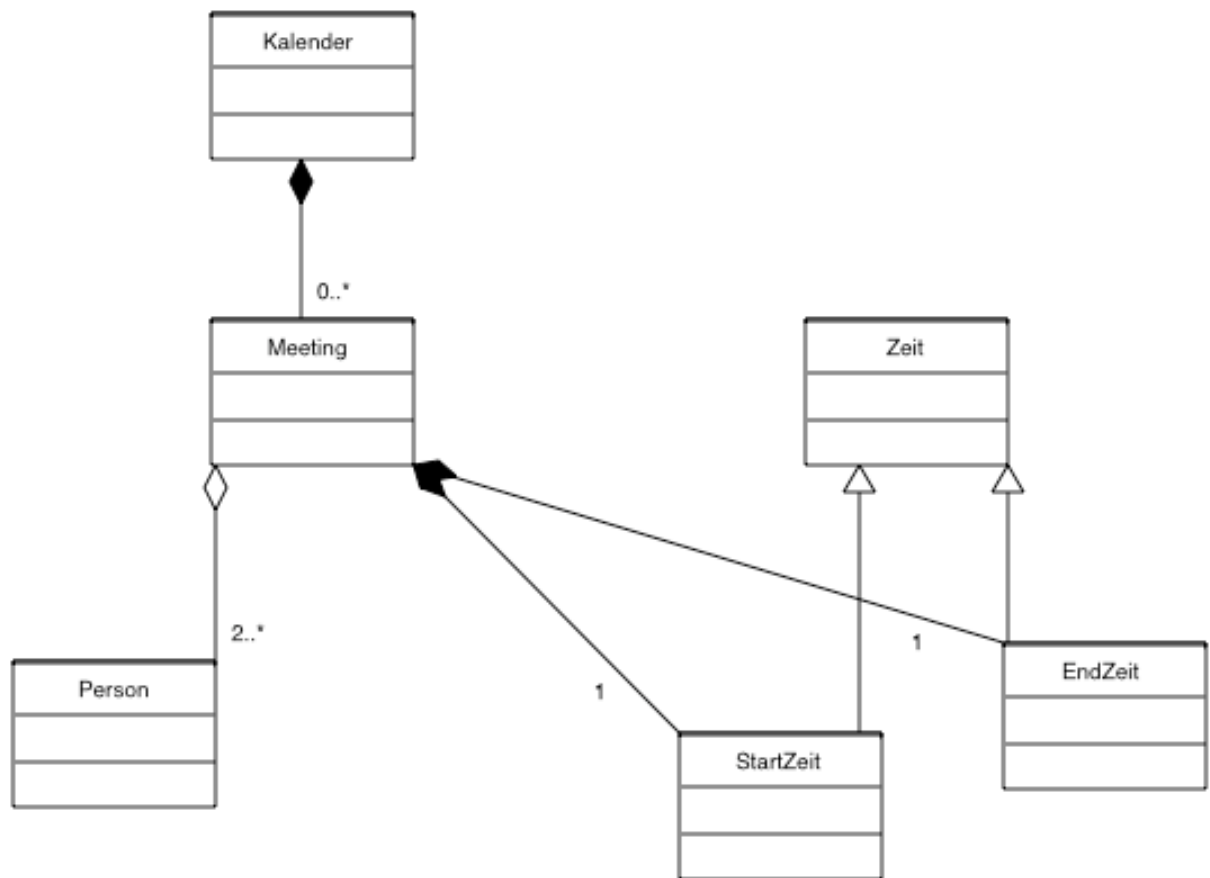 Kalender
0..*
Meeting
Zeit
2..*
1
Person
EndZeit
1
StartZeit